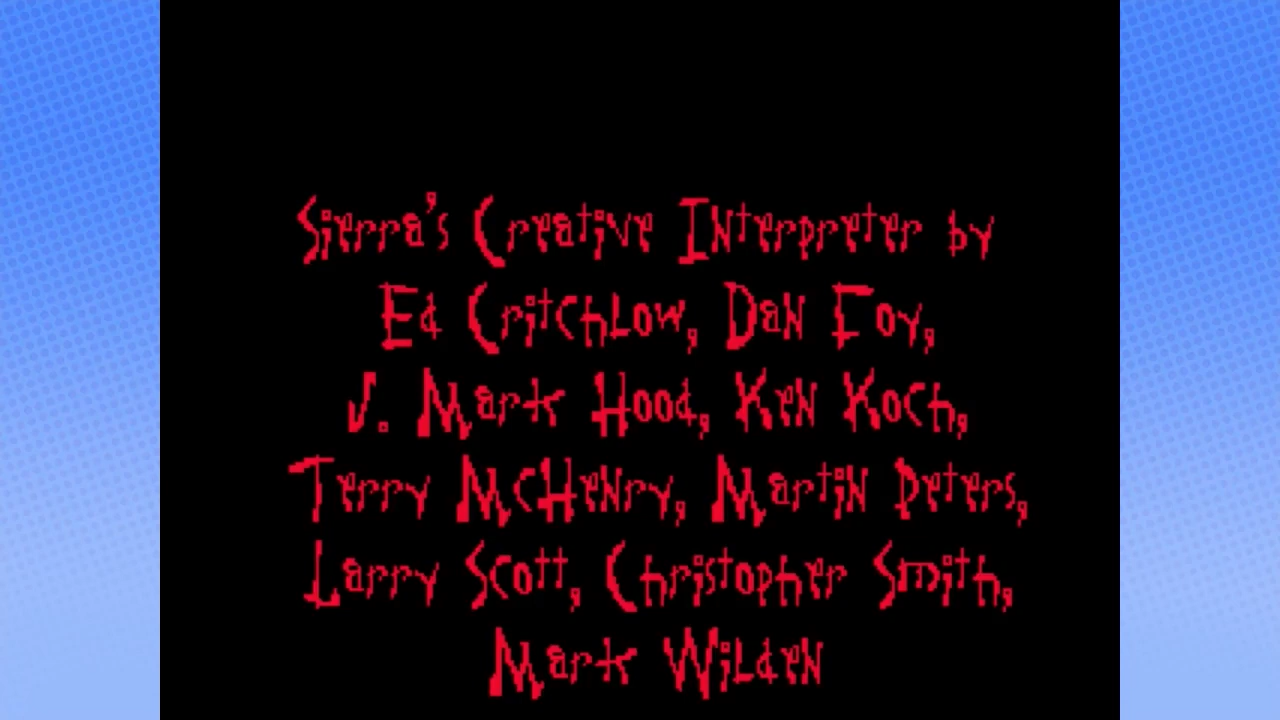 Sierra's Creative Interpreter by
Ed Critchlow, Dan Foy,
J. Mark Hood, Ken Koch,
Terry McHenry, Martin Peters,
Larry Scott, Christopher Smith,
Mark Wilden